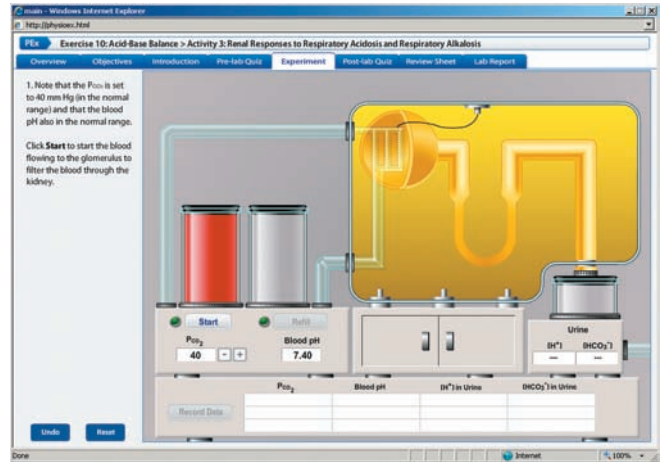 main - Windows Internet Explorer
http://physioex.html
PEx Exercise 10: Acid-Base Balance > Activity 3: Renal Responses to Respiratory Acidosis and Respiratory Alkalosis
Overview Objectives Introduction Pre-lab Quiz Experiment Post-lab Quiz Review Sheet Lab Report
1. Note that the PCO₂ is set
to 40 mm Hg (in the normal
range) and that the blood
pH also in the normal range.
Click Start to start the blood
flowing to the glomerulus to
filter the blood through the
kidney.
Start Refill
PCO₂ Blood pH
40 - + 7.40
Urine
[H⁺] [HCO₃⁻]
--- ---
PCO₂ Blood pH [H⁺] in Urine [HCO₃⁻] in Urine
Record Data
Undo Reset
Done Internet 100%